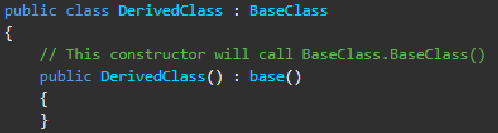 public class DerivedClass : BaseClass
{
    // This constructor will call BaseClass.BaseClass()
    public DerivedClass() : base()
    {
    }